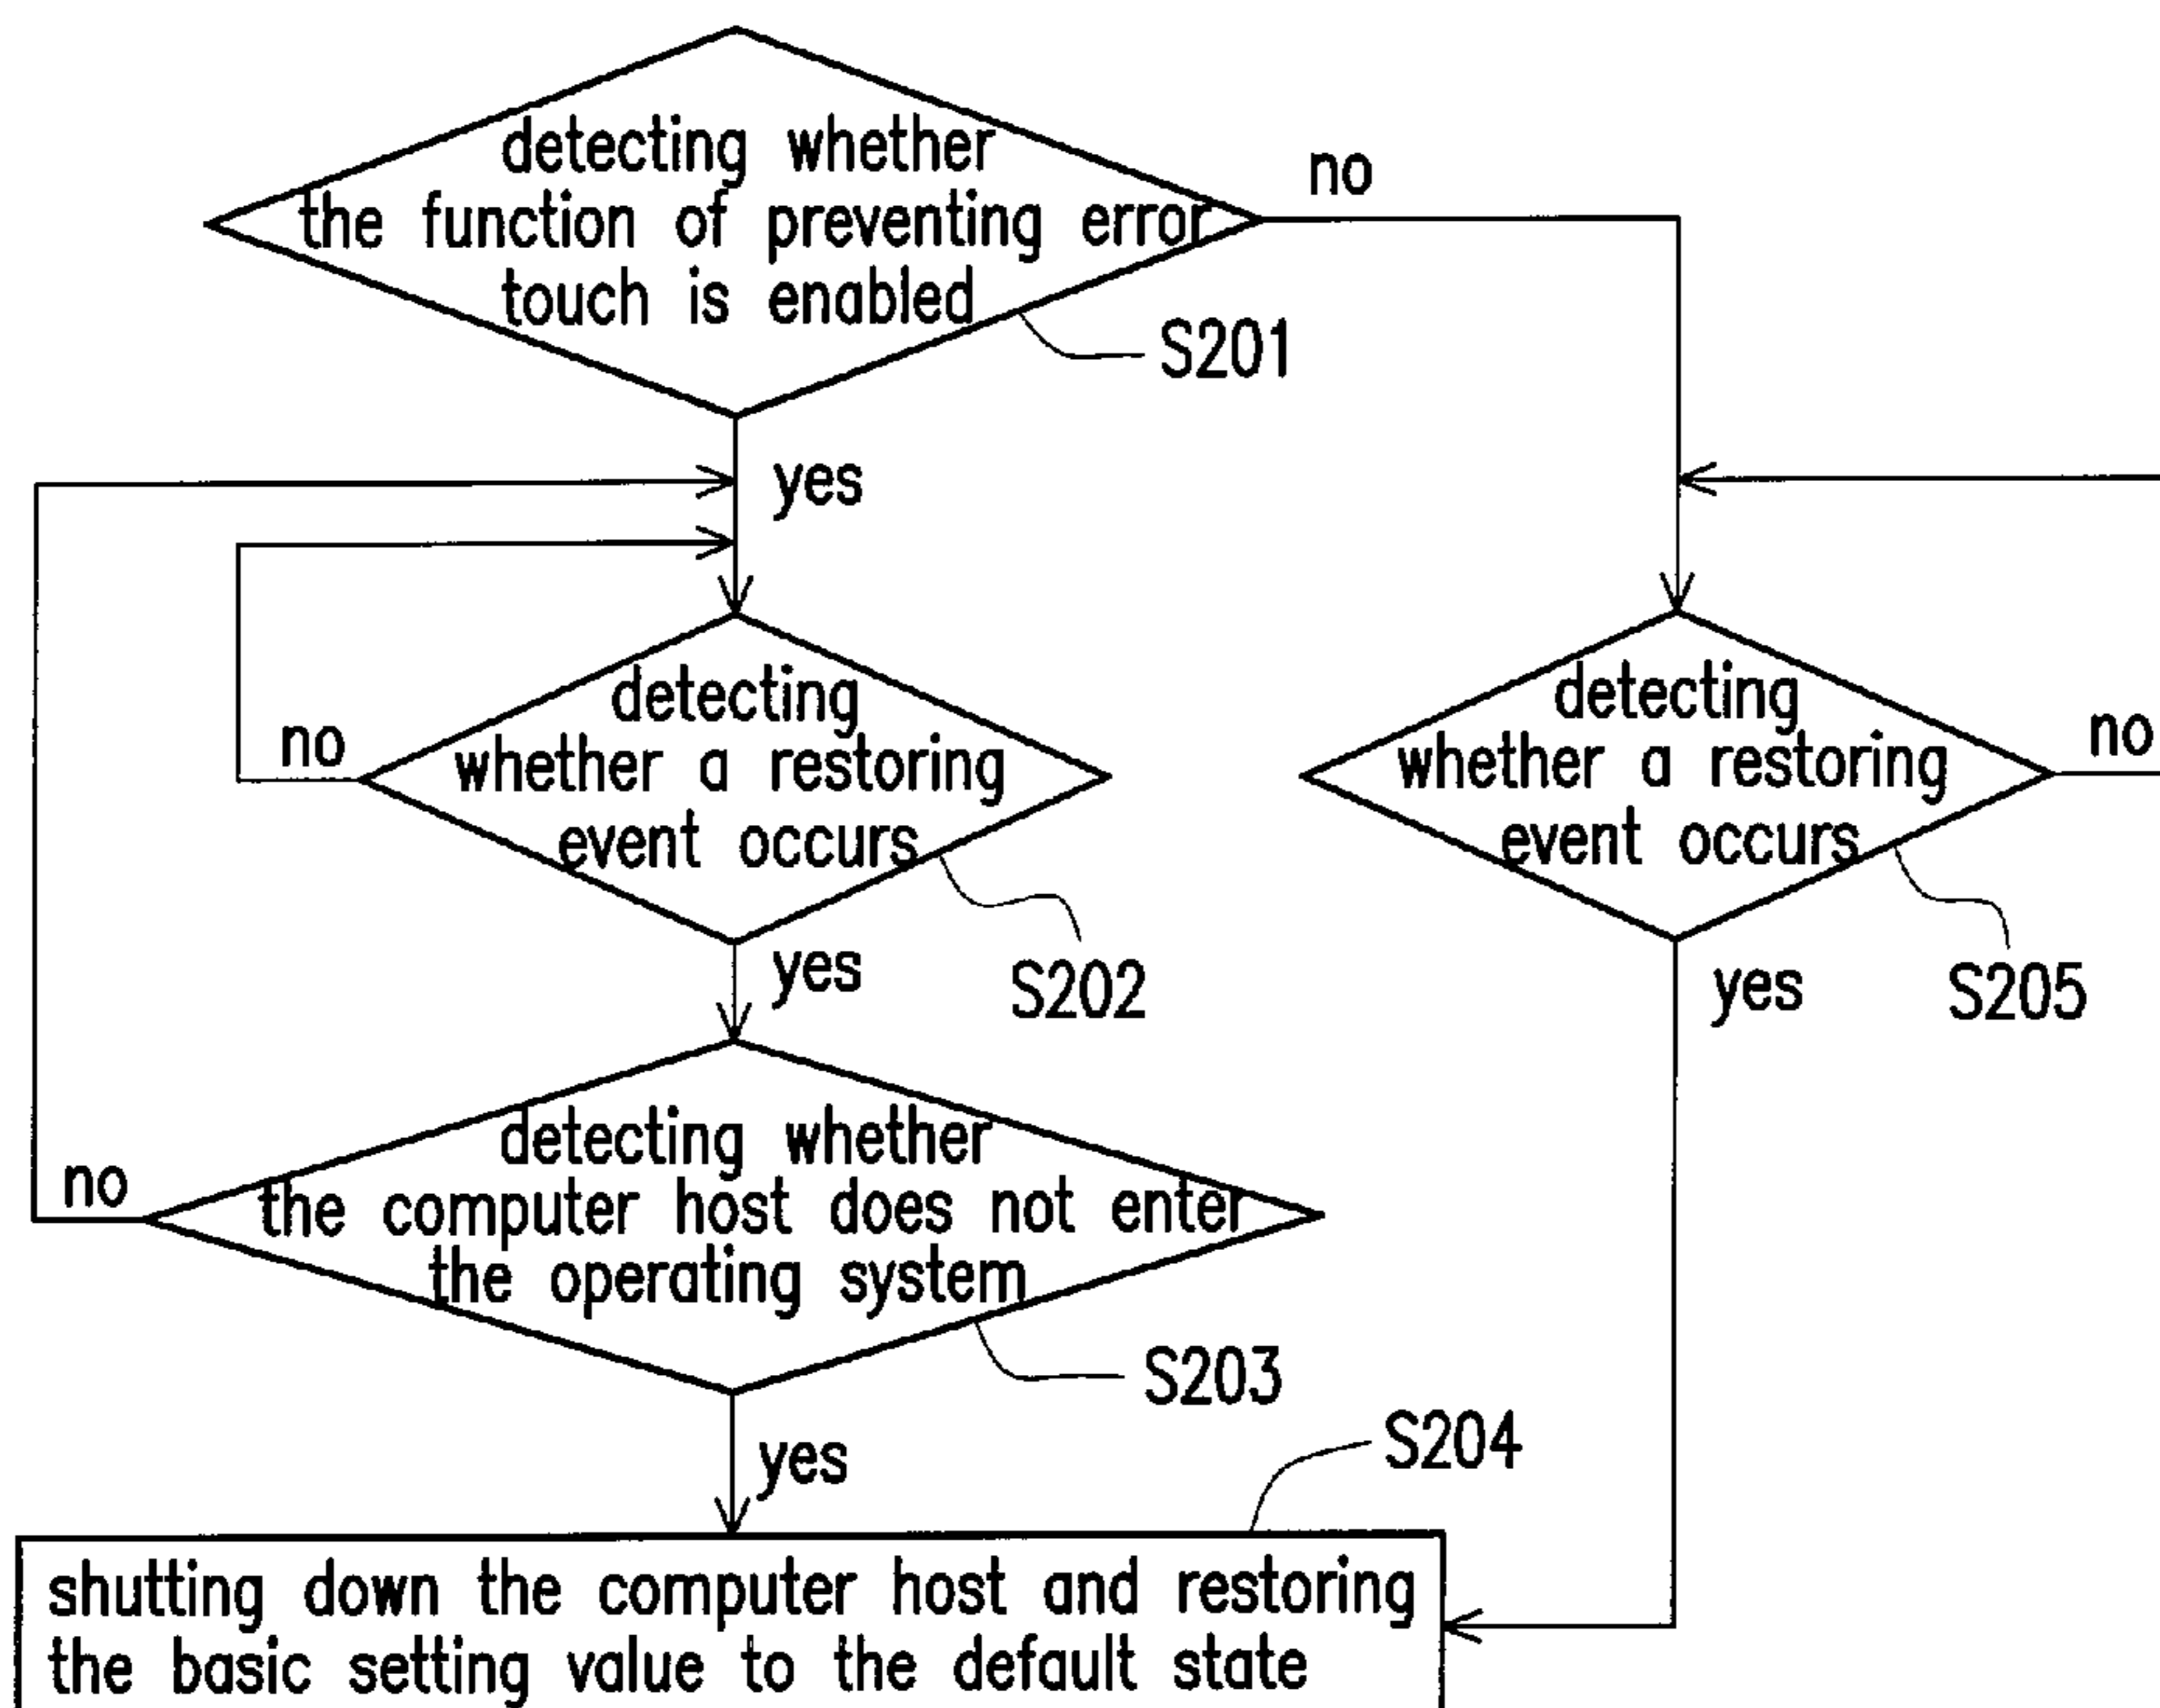 detecting whether
the function of preventing error
touch is enabled
no
S201
yes
detecting
whether a restoring
event occurs
no
S202
yes
detecting
whether a restoring
event occurs
no
S205
yes
detecting whether
the computer host does not enter
the operating system
no
S203
yes
S204
shutting down the computer host and restoring
the basic setting value to the default state